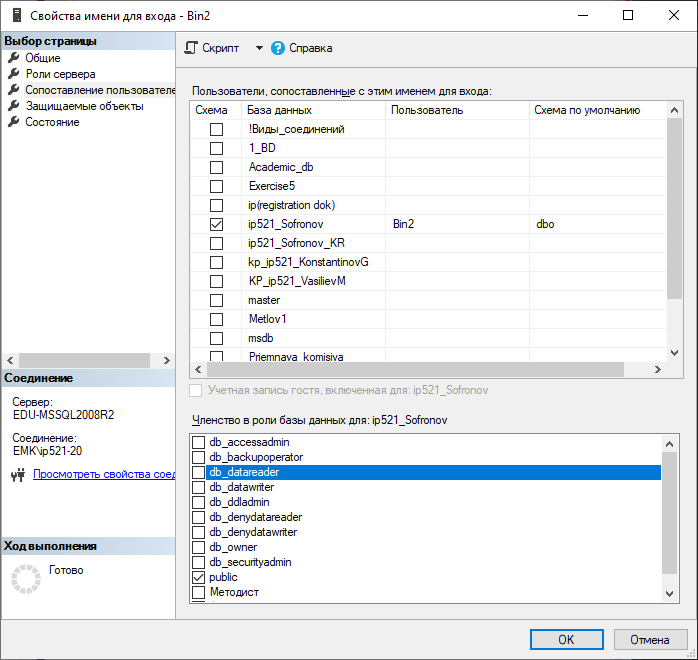 Свойства имени для входа - Bin2
Выбор страницы
Общие
Роли сервера
Сопоставление пользователе
Защищаемые объекты
Состояние
Скрипт
Справка
Пользователи, сопоставленные с этим именем для входа:
Схема База данных Пользователь Схема по умолчанию
!Виды_соединений
1_BD
Academic_db
Exercise5
ip(registration dok)
ip521_Sofronov Bin2 dbo
ip521_Sofronov_KR
kp_ip521_KonstantinovG
KP_ip521_VasilievM
master
Metlov1
msdb
Priemnaya_komisiya
Учетная запись гостя, включенная для: ip521_Sofronov
Соединение
Сервер:
EDU-MSSQL2008R2
Соединение:
EMK\ip521-20
Просмотреть свойства соед
Членство в роли базы данных для: ip521_Sofronov
db_accessadmin
db_backupoperator
db_datareader
db_datawriter
db_ddladmin
db_denydatareader
db_denydatawriter
db_owner
db_securityadmin
public
Методист
Ход выполнения
Готово
OK
Отмена